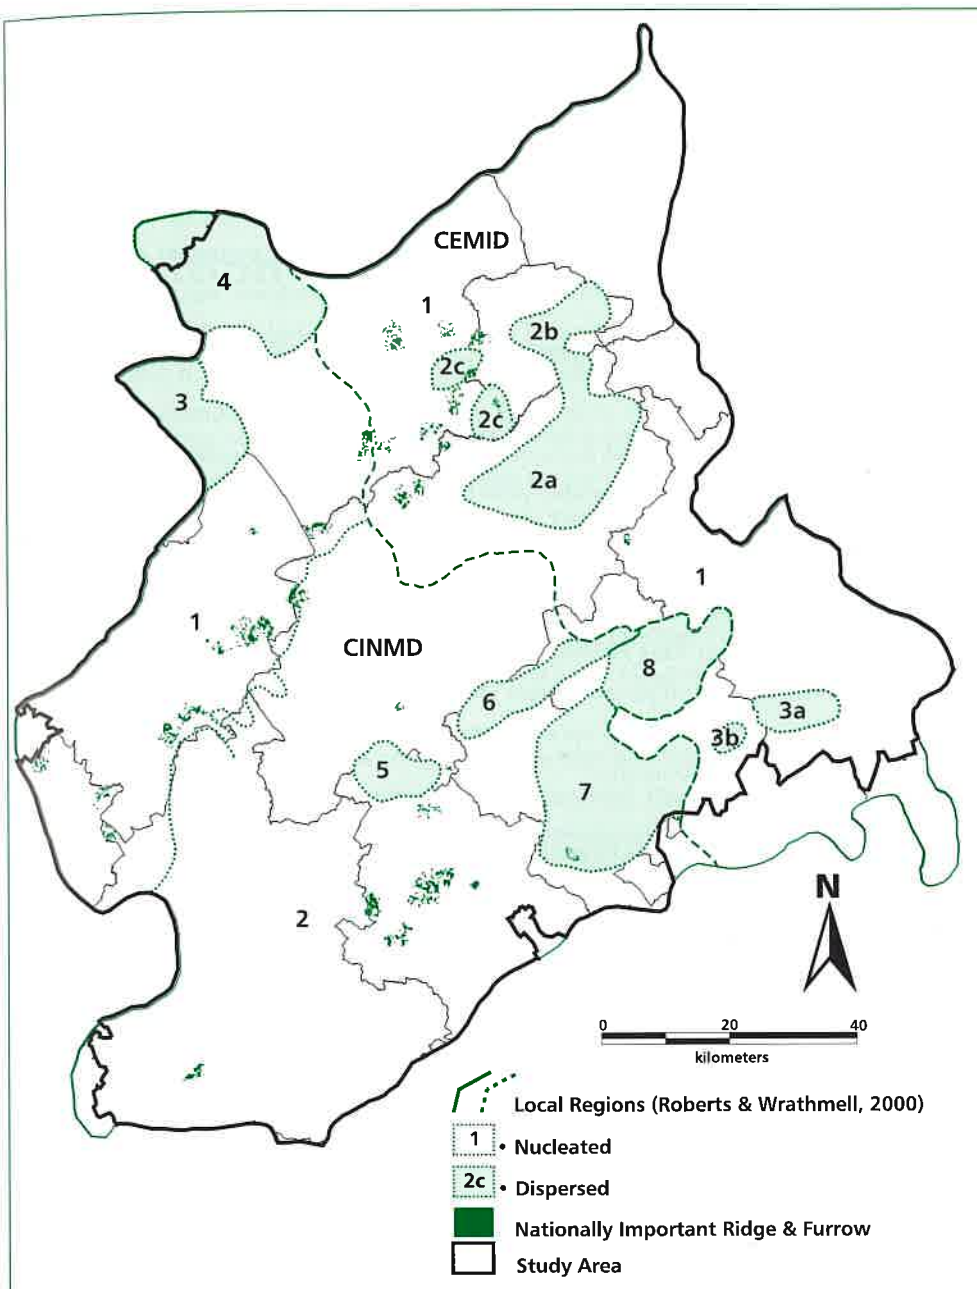 CEMID
4
1
2b
2c
3
2c
2a
1
1
CINMD
8
6
3a
3b
5
7
2
N
0 20 40
kilometers
Local Regions (Roberts & Wrathmell, 2000)
1 • Nucleated
2c • Dispersed
Nationally Important Ridge & Furrow
Study Area